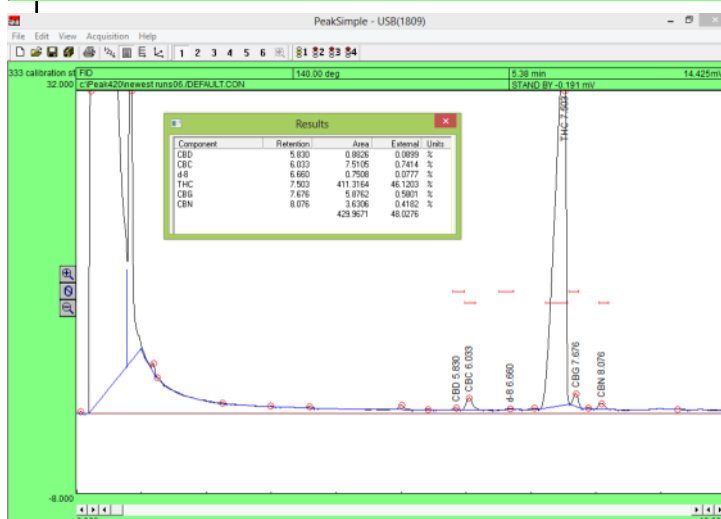 PeakSimple - USB(1809)
File Edit View Acquisition Help
1 2 3 4 5 6 1 2 3 4
333 calibration st FID 140.00 deg 5.38 min 14.425mV
32.000 c:\Peak420\newest runs06./DEFAULT.CON STAND BY -0.191 mV
Results
Component Retention Area External Units
CBD 5.830 0.8826 0.0899 %
CBC 6.033 7.5105 0.7414 %
d-8 6.660 0.7508 0.0777 %
THC 7.503 411.3164 46.1203 %
CBG 7.676 5.8762 0.5801 %
CBN 8.076 3.6306 0.4182 %
429.9671 48.0276
THC 7.503
CBD 5.830
CBC 6.033
d-8 6.660
CBG 7.676
CBN 8.076
-8.000